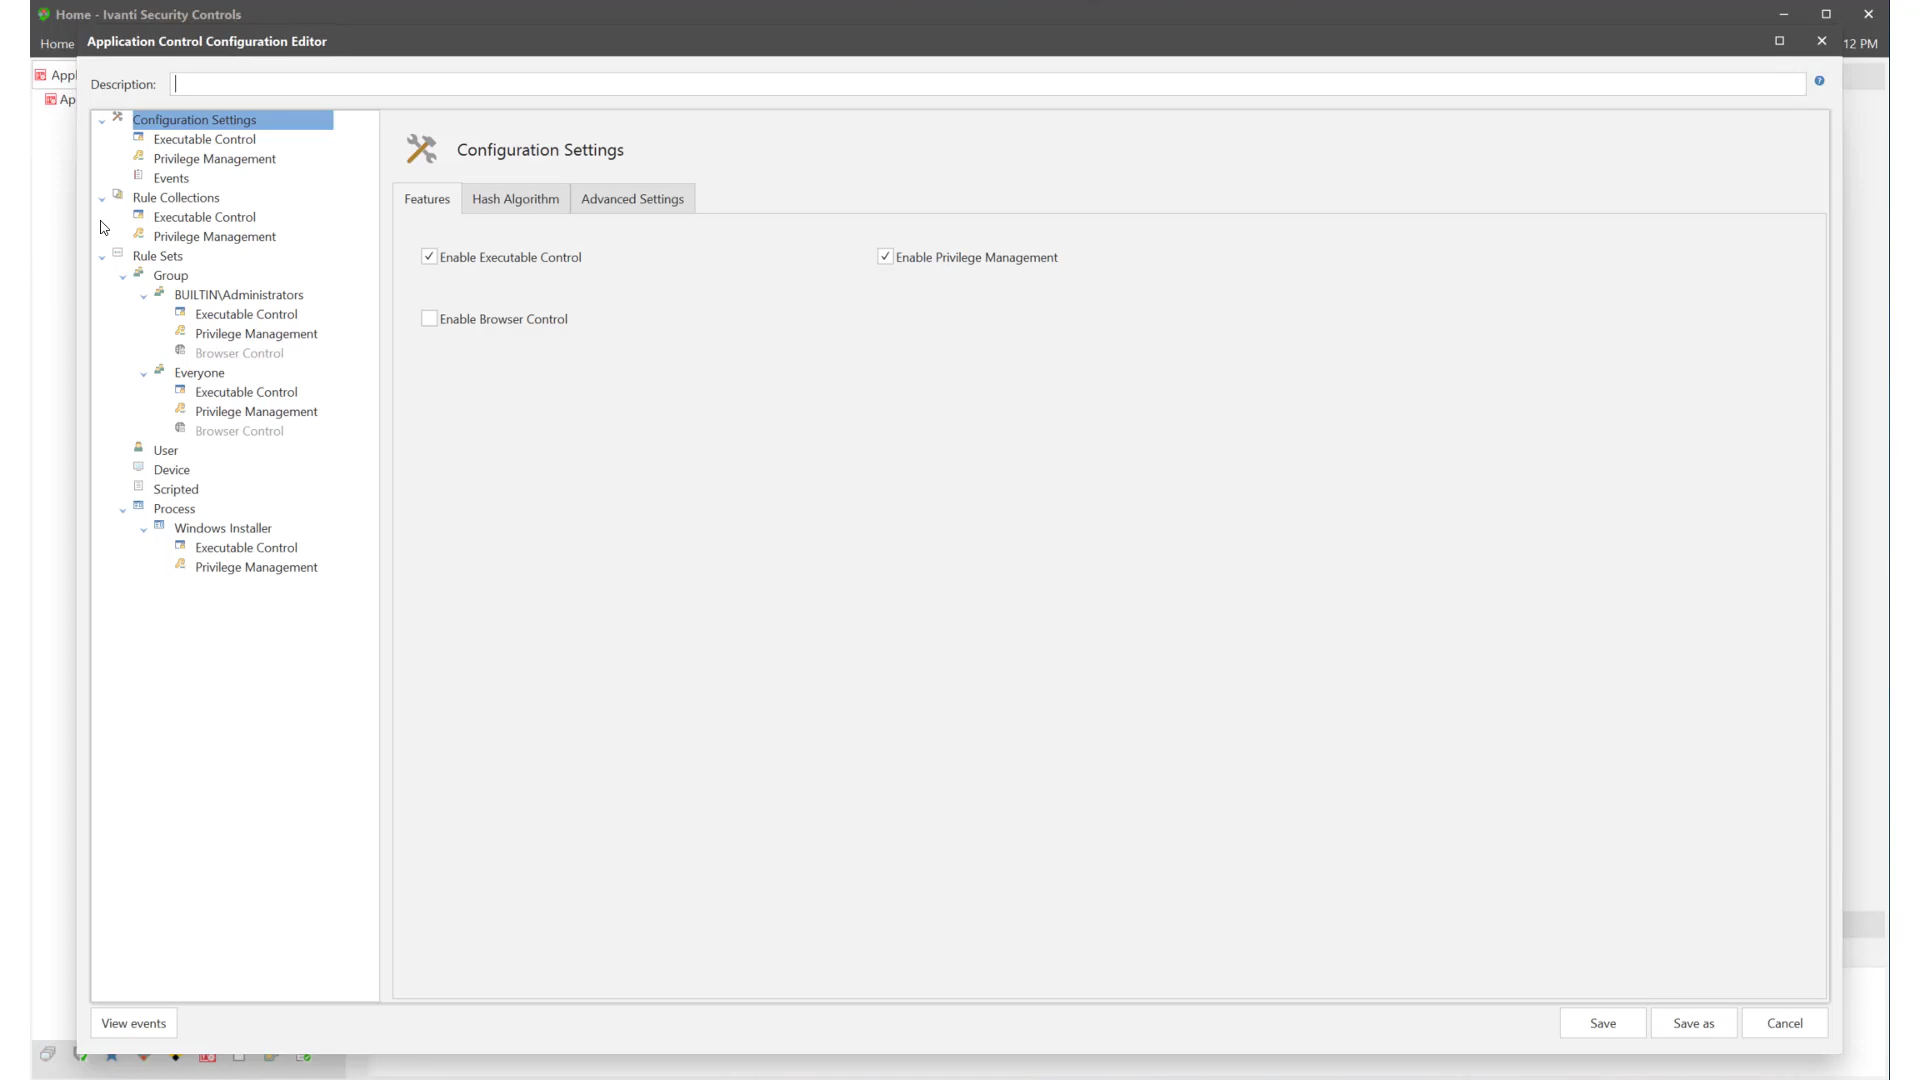 Home - Ivanti Security Controls
Home
Application Control Configuration Editor
12 PM
Appl
Ap
Description:
Configuration Settings
Executable Control
Privilege Management
Events
Rule Collections
Executable Control
Privilege Management
Rule Sets
Group
BUILTIN\Administrators
Executable Control
Privilege Management
Browser Control
Everyone
Executable Control
Privilege Management
Browser Control
User
Device
Scripted
Process
Windows Installer
Executable Control
Privilege Management
Configuration Settings
Features
Hash Algorithm
Advanced Settings
Enable Executable Control
Enable Privilege Management
Enable Browser Control
View events
Save
Save as
Cancel